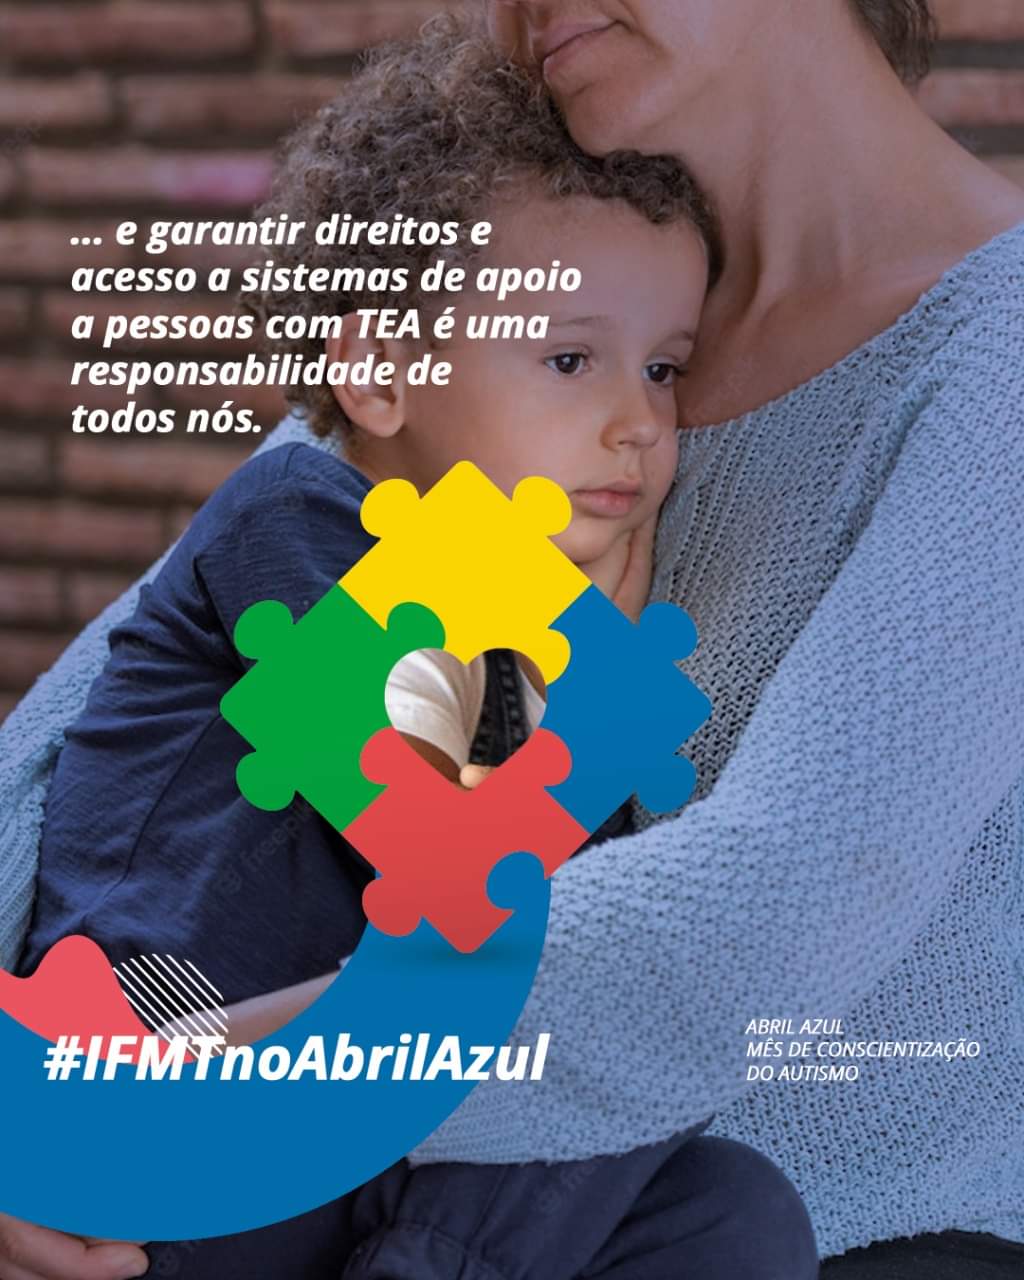 ... e garantir direitos e
acesso a sistemas de apoio
a pessoas com TEA é uma
responsabilidade de
todos nós.
#IFMTnoAbrilAzul
ABRIL AZUL
MÊS DE CONSCIENTIZAÇÃO
DO AUTISMO